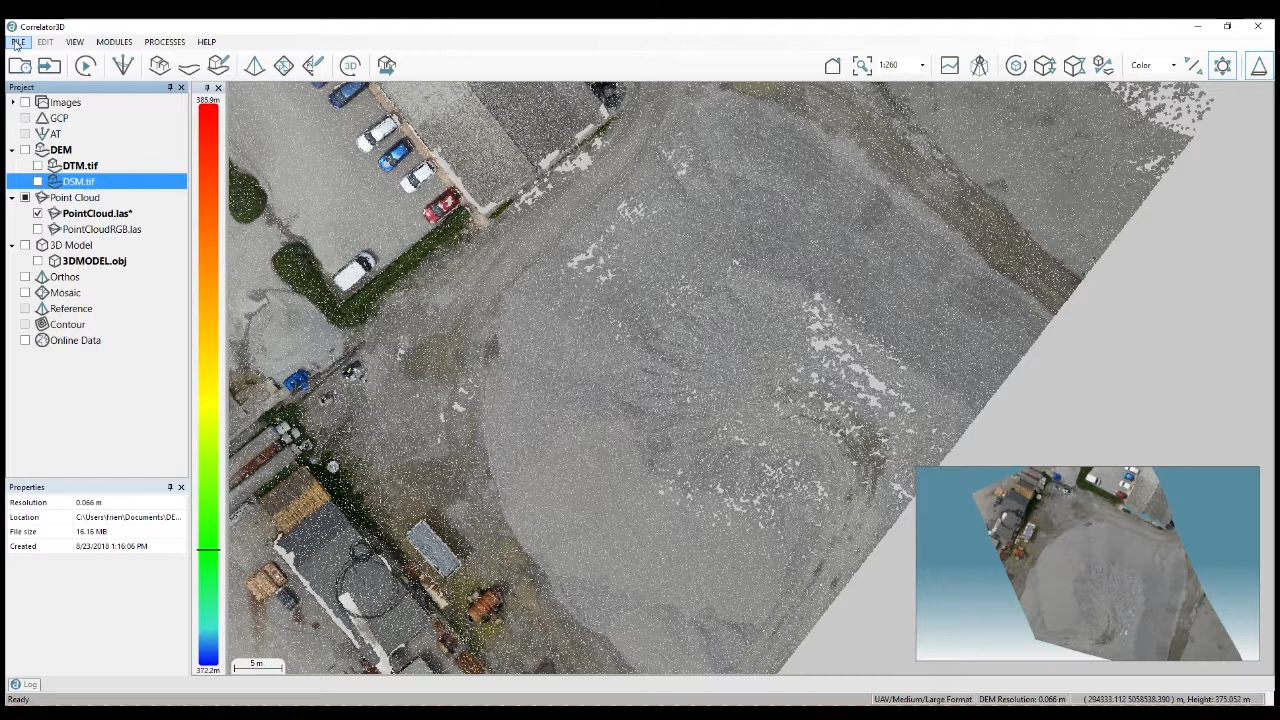 Correlator3D
FILE EDIT VIEW MODULES PROCESSES HELP
3D
1:260
Color
Project
Images
GCP
AT
DEM
DTM.tif
DSM.tif
Point Cloud
PointCloud.las*
PointCloudRGB.las
3D Model
3DMODEL.obj
Orthos
Mosaic
Reference
Contour
Online Data
385.9m
372.2m
Properties
Resolution 0.066 m
Location C:\Users\frien\Documents\DE...
File size 16.16 MB
Created 8/23/2018 1:16:06 PM
5 m
Log
Ready
UAV/Medium/Large Format DEM Resolution: 0.066 m ( 294333.112 5058538.390 ) m, Height: 375.052 m